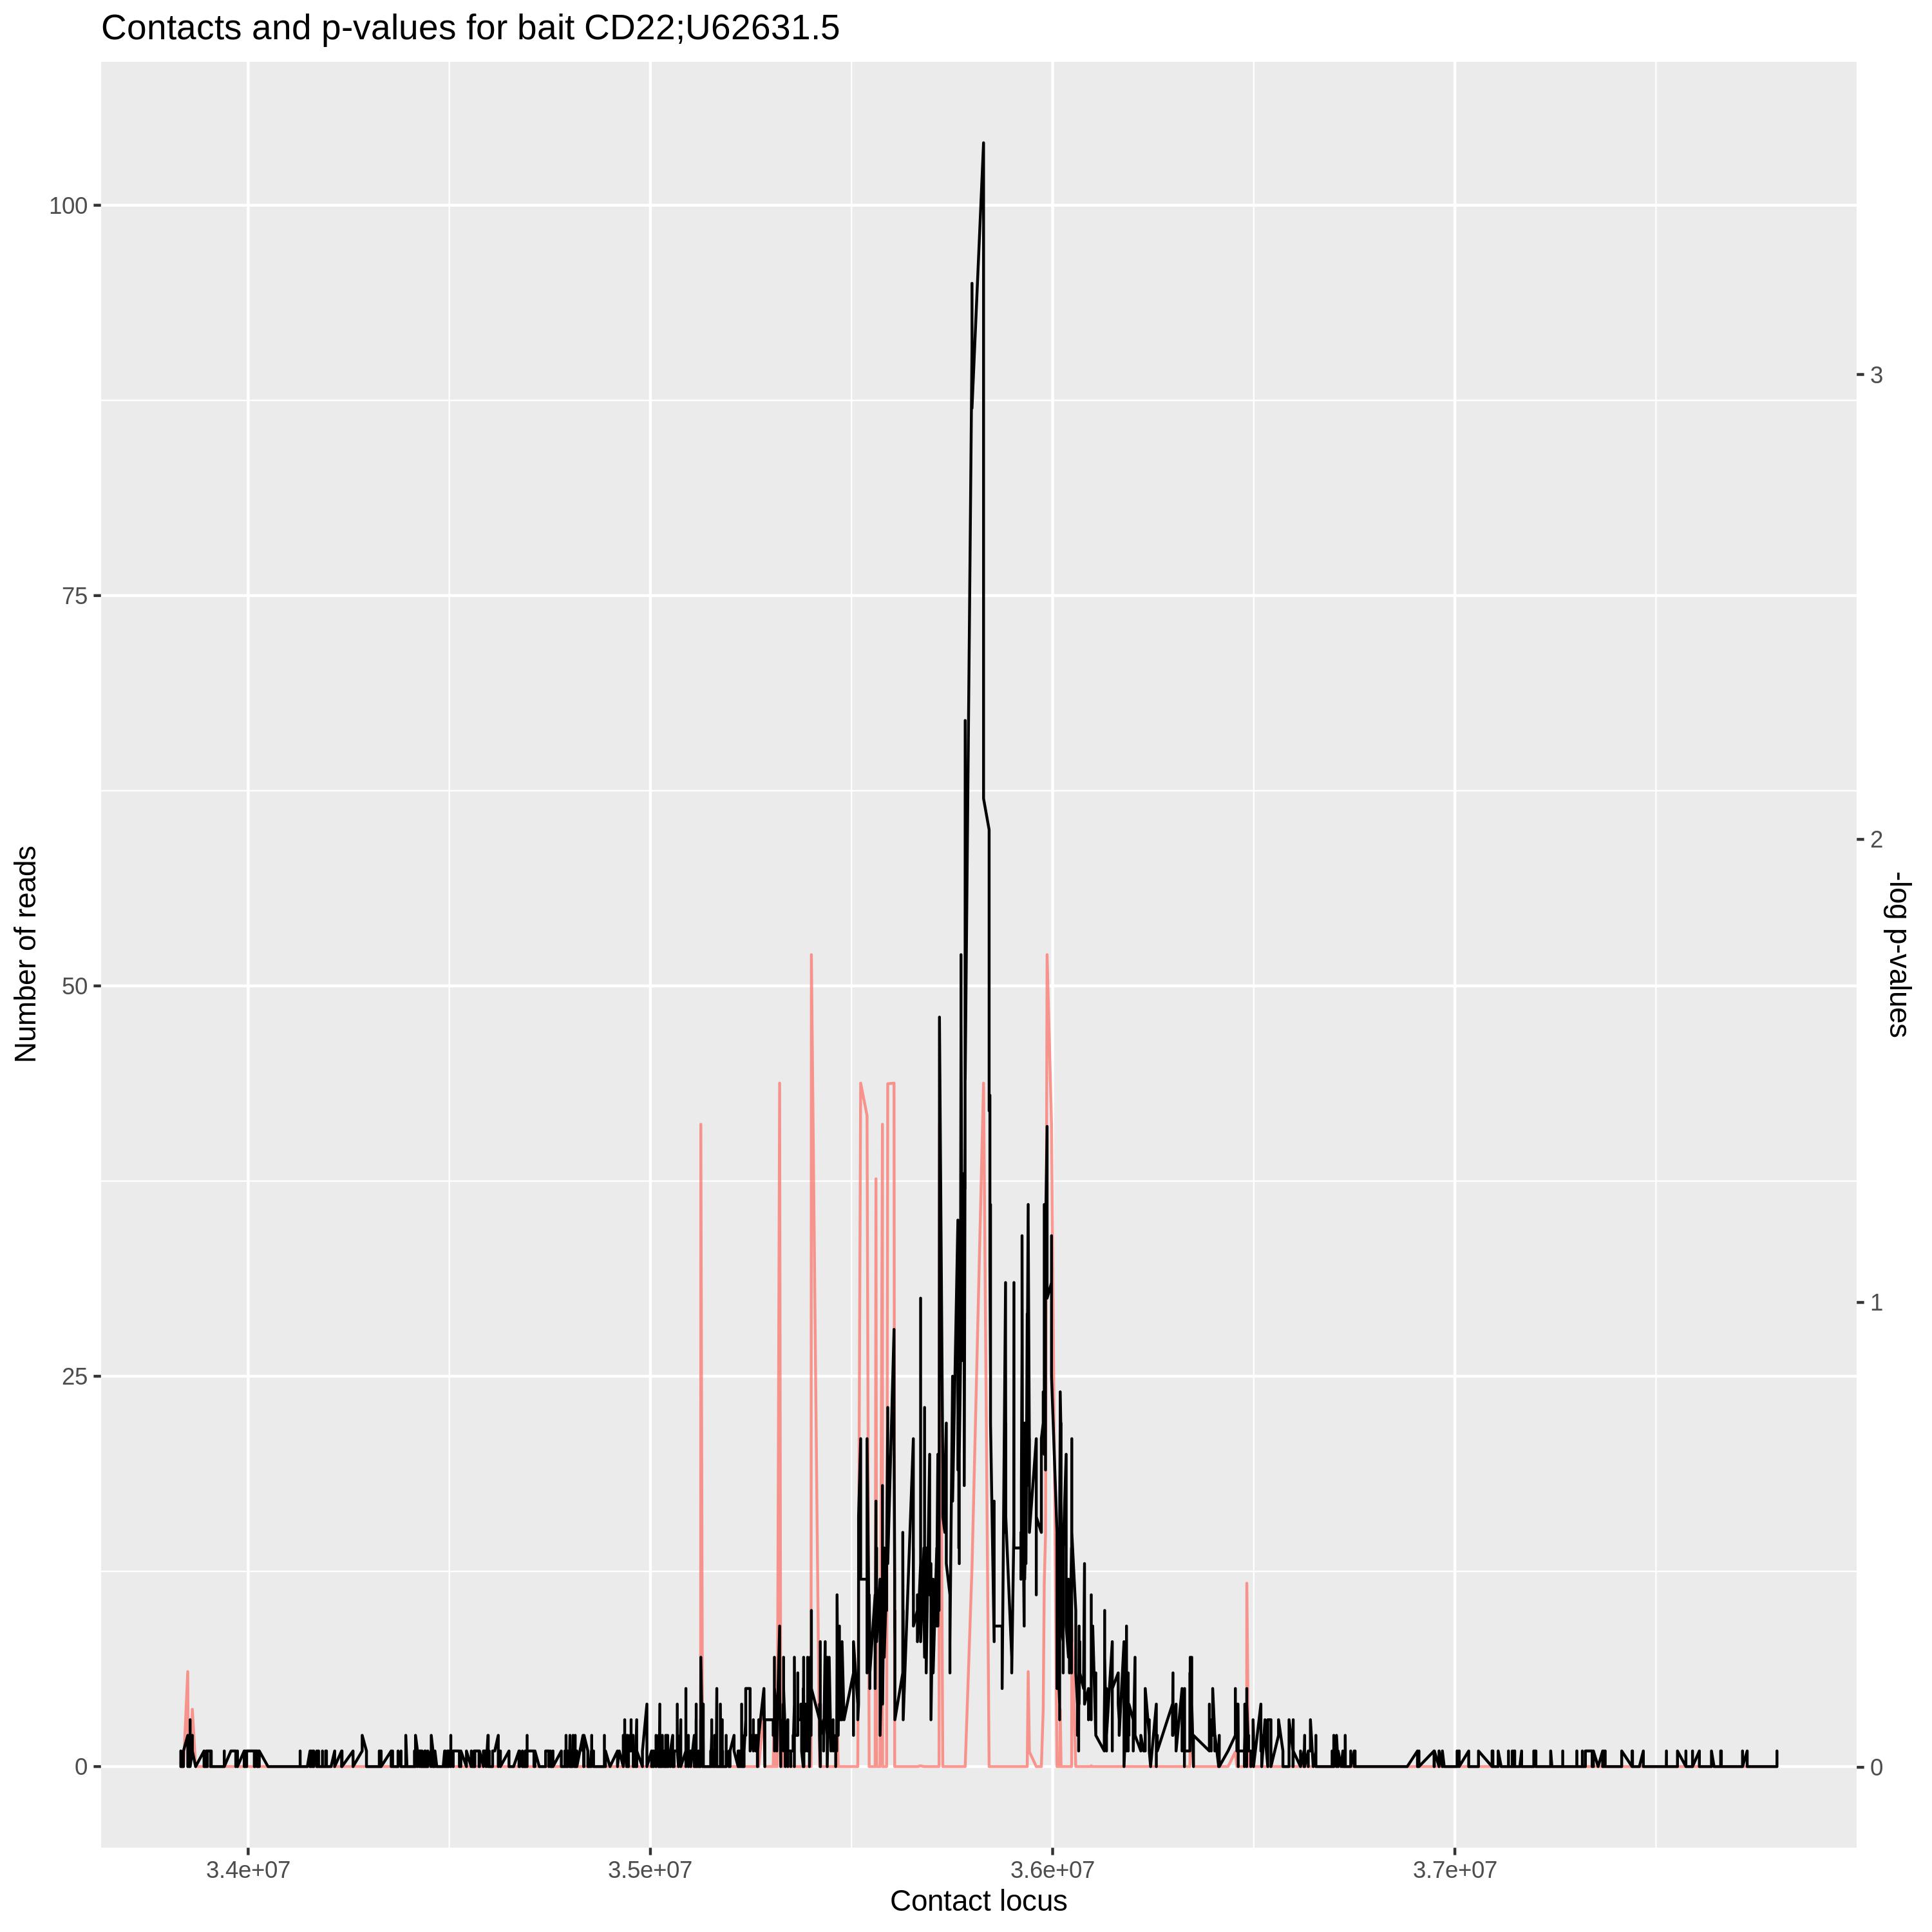 Contacts and p-values for bait CD22;U62631.5
100
75
50
25
0
3
2
1
0
Number of reads
-log p-values
3.4e+07
3.5e+07
3.6e+07
3.7e+07
Contact locus